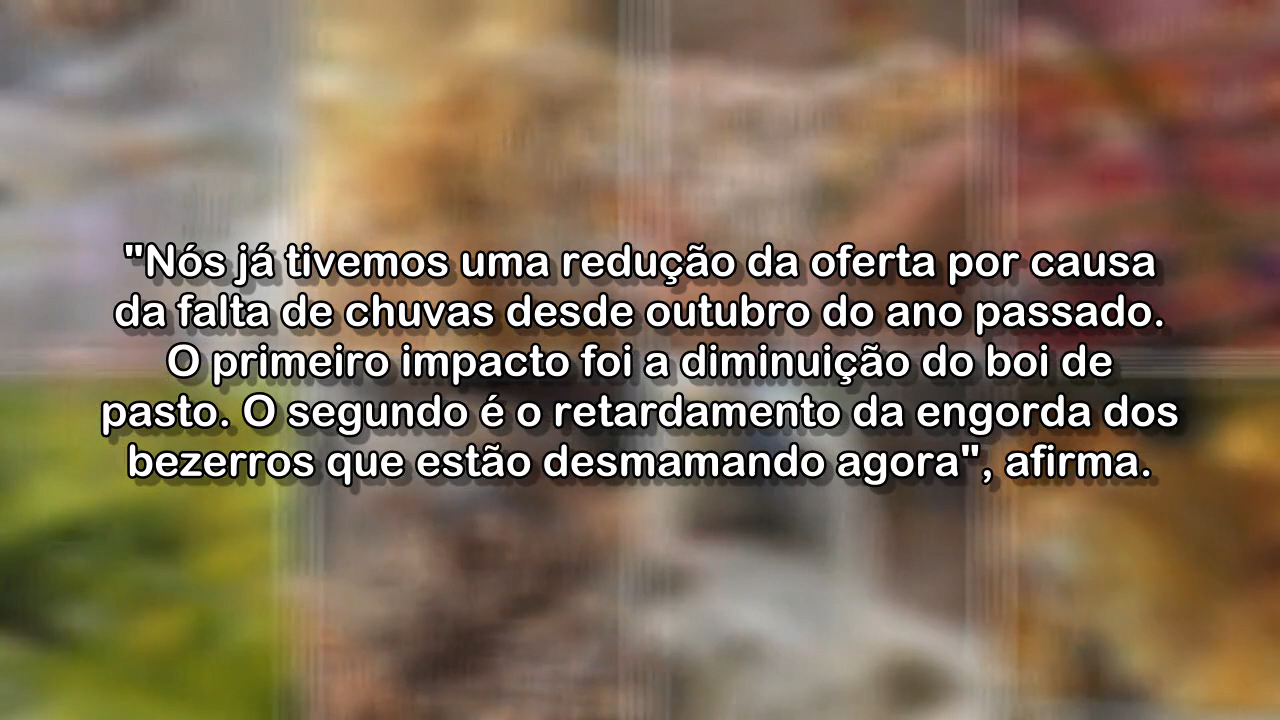 "Nós já tivemos uma redução da oferta por causa
da falta de chuvas desde outubro do ano passado.
O primeiro impacto foi a diminuição do boi de
pasto. O segundo é o retardamento da engorda dos
bezerros que estão desmamando agora", afirma.